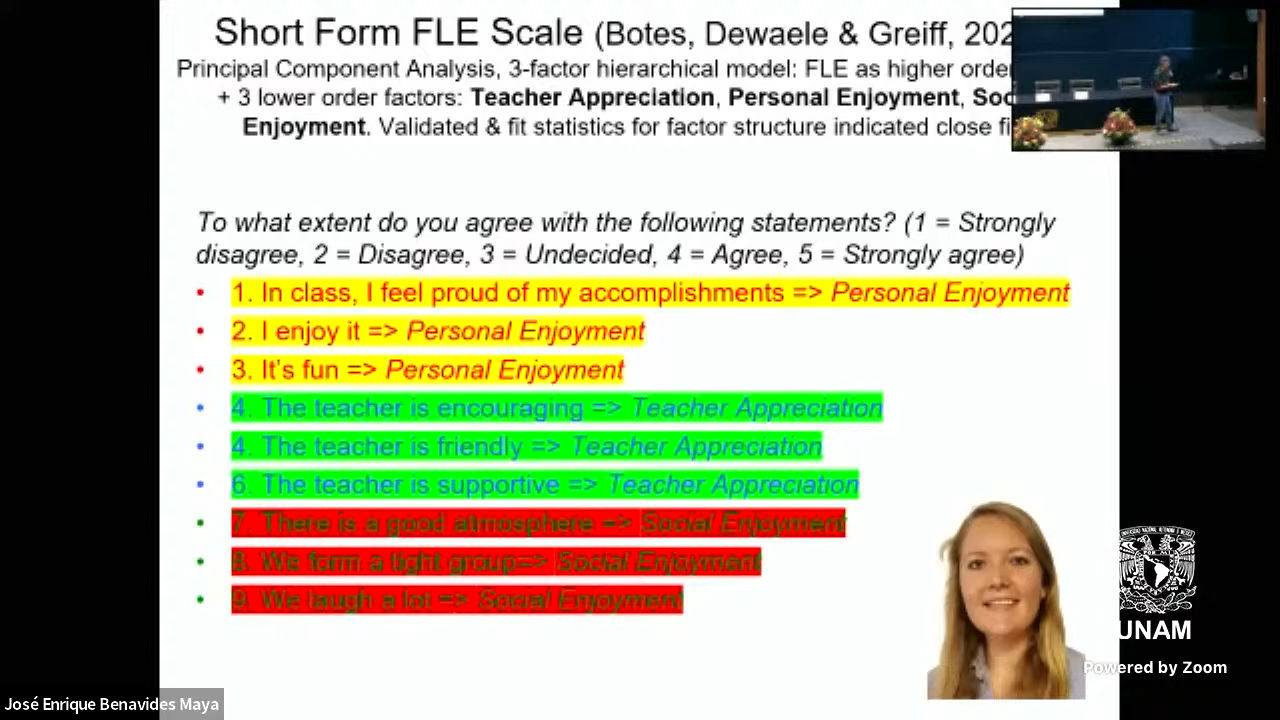 Short Form FLE Scale (Botes, Dewaele & Greiff, 202
Principal Component Analysis, 3-factor hierarchical model: FLE as higher order
+ 3 lower order factors: Teacher Appreciation, Personal Enjoyment, Soc
Enjoyment. Validated & fit statistics for factor structure indicated close fi
To what extent do you agree with the following statements? (1 = Strongly
disagree, 2 = Disagree, 3 = Undecided, 4 = Agree, 5 = Strongly agree)
• 1. In class, I feel proud of my accomplishments => Personal Enjoyment
• 2. I enjoy it => Personal Enjoyment
• 3. It's fun => Personal Enjoyment
• 4. The teacher is encouraging => Teacher Appreciation
• 4. The teacher is friendly => Teacher Appreciation
• 6. The teacher is supportive => Teacher Appreciation
• 7. There is a good atmosphere => Social Enjoyment
• 8. We form a tight group=> Social Enjoyment
• 9. We laugh a lot => Social Enjoyment
UNAM
Powered by Zoom
José Enrique Benavides Maya